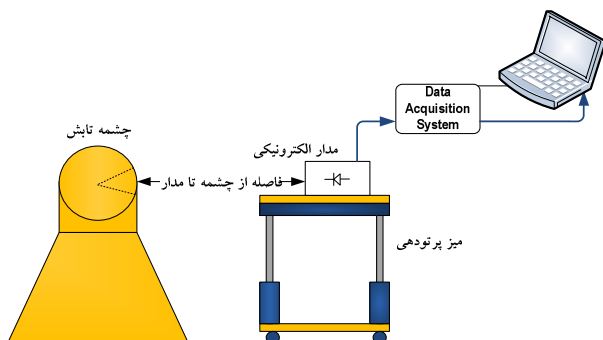 چشمه تابش
فاصله از چشمه تا مدار
مدار الکترونیکی
Data
Acquisition
System
میز پرتودهی